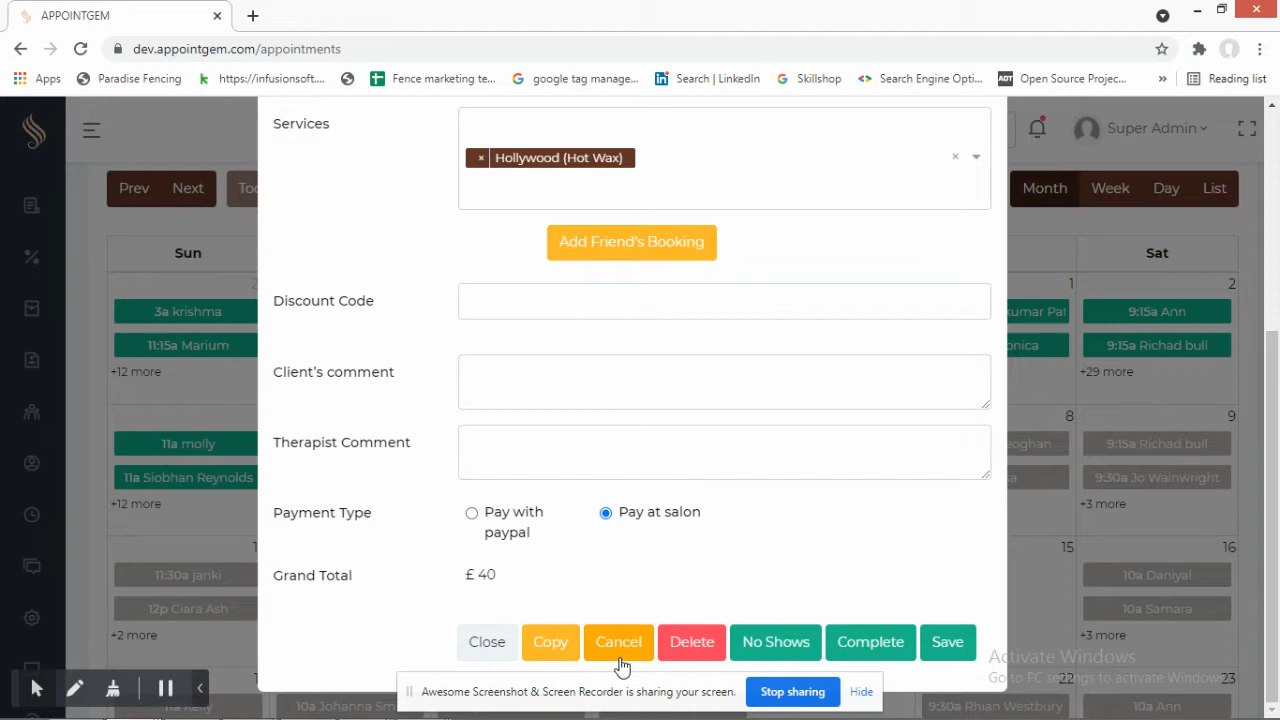 APPOINTGEM
dev.appointgem.com/appointments
Apps Paradise Fencing https://infusionsoft.... Fence marketing te... google tag manage... Search | LinkedIn Skillshop Search Engine Opti... AOT Open Source Projec... » Reading list
Services
Super Admin
× Hollywood (Hot Wax) ×
Prev Next
Month Week Day List
Add Friend's Booking
Sun
Sat
1
2
Discount Code
3a krishma
9:15a Ann
11:15a Marium
9:15a Richad bull
+12 more
+29 more
Client's comment
8
9
11a molly
Therapist Comment
9:15a Richad bull
11a Siobhan Reynolds
9:30a Jo Wainwright
+12 more
+3 more
Payment Type
Pay with paypal
Pay at salon
15
16
11:30a janki
Grand Total
£ 40
10a Daniyal
12p Ciara Ash
10a Samara
+2 more
+3 more
Close Copy Cancel Delete No Shows Complete Save
Activate Windows
Go to PC settings to activate Windows.
Awesome Screenshot & Screen Recorder is sharing your screen. Stop sharing Hide
22
23
11a Kelly
10a Johanna Sm
9:30a Rhian Westbury
10a Ann